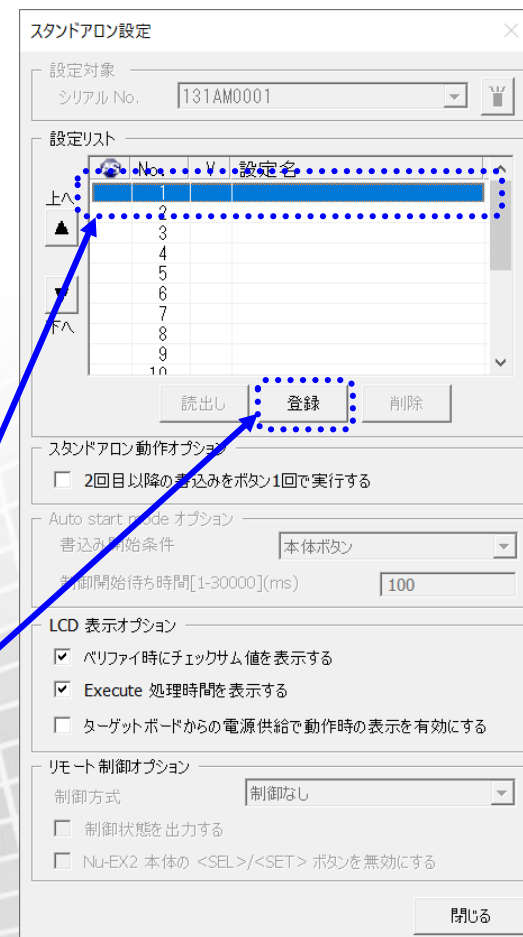 スタンドアロン設定
設定対象
シリアル No. 131AM0001
設定リスト
No. V 設定名
上へ
1
2
3
4
5
6
7
8
9
10
下へ
読出し 登録 削除
スタンドアロン動作オプション
2回目以降の書込みをボタン1回で実行する
Auto start mode オプション
書込み開始条件 本体ボタン
制御開始待ち時間[1-30000](ms) 100
LCD 表示オプション
ベリファイ時にチェックサム値を表示する
Execute 処理時間を表示する
ターゲットボードからの電源供給で動作時の表示を有効にする
リモート制御オプション
制御方式 制御なし
制御状態を出力する
Nu-EX2 本体の <SEL>/<SET> ボタンを無効にする
閉じる